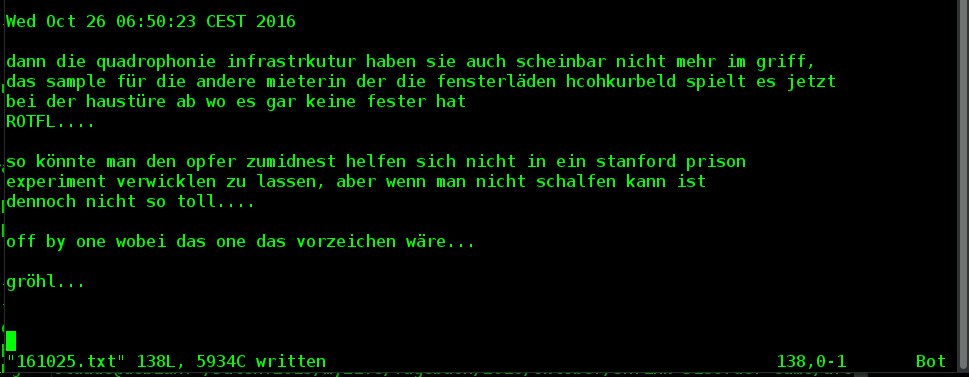 Wed Oct 26 06:50:23 CEST 2016
dann die quadrophonie infrastrkutur haben sie auch scheinbar nicht mehr im griff,
das sample für die andere mieterin der die fensterläden hcohkurbeld spielt es jetzt
bei der haustüre ab wo es gar keine fester hat
ROTFL....
so könnte man den opfer zumidnest helfen sich nicht in ein stanford prison
experiment verwicklen zu lassen, aber wenn man nicht schalfen kann ist
dennoch nicht so toll....
off by one wobei das one das vorzeichen wäre...
gröhl...
"161025.txt" 138L, 5934C written 138,0-1 Bot